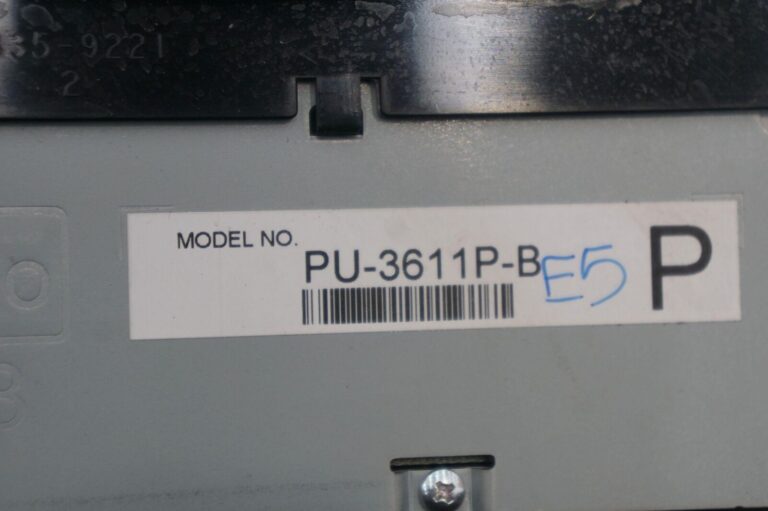 35-9221
2
MODEL NO.
PU-3611P-B
E5
P